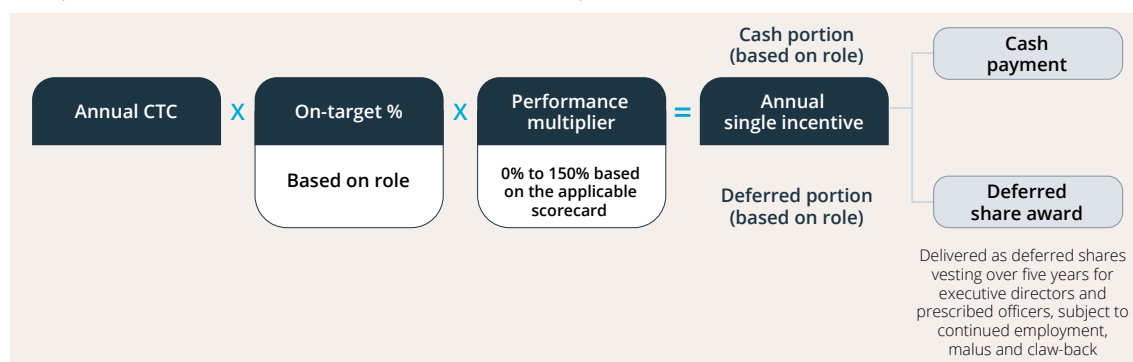 Annual CTC
X
On-target %
Based on role
X
Performance
multiplier
0% to 150% based
on the applicable
scorecard
=
Annual
single incentive
Cash portion
(based on role)
Deferred portion
(based on role)
Cash
payment
Deferred
share award
Delivered as deferred shares
vesting over five years for
executive directors and
prescribed officers, subject to
continued employment,
malus and claw-back